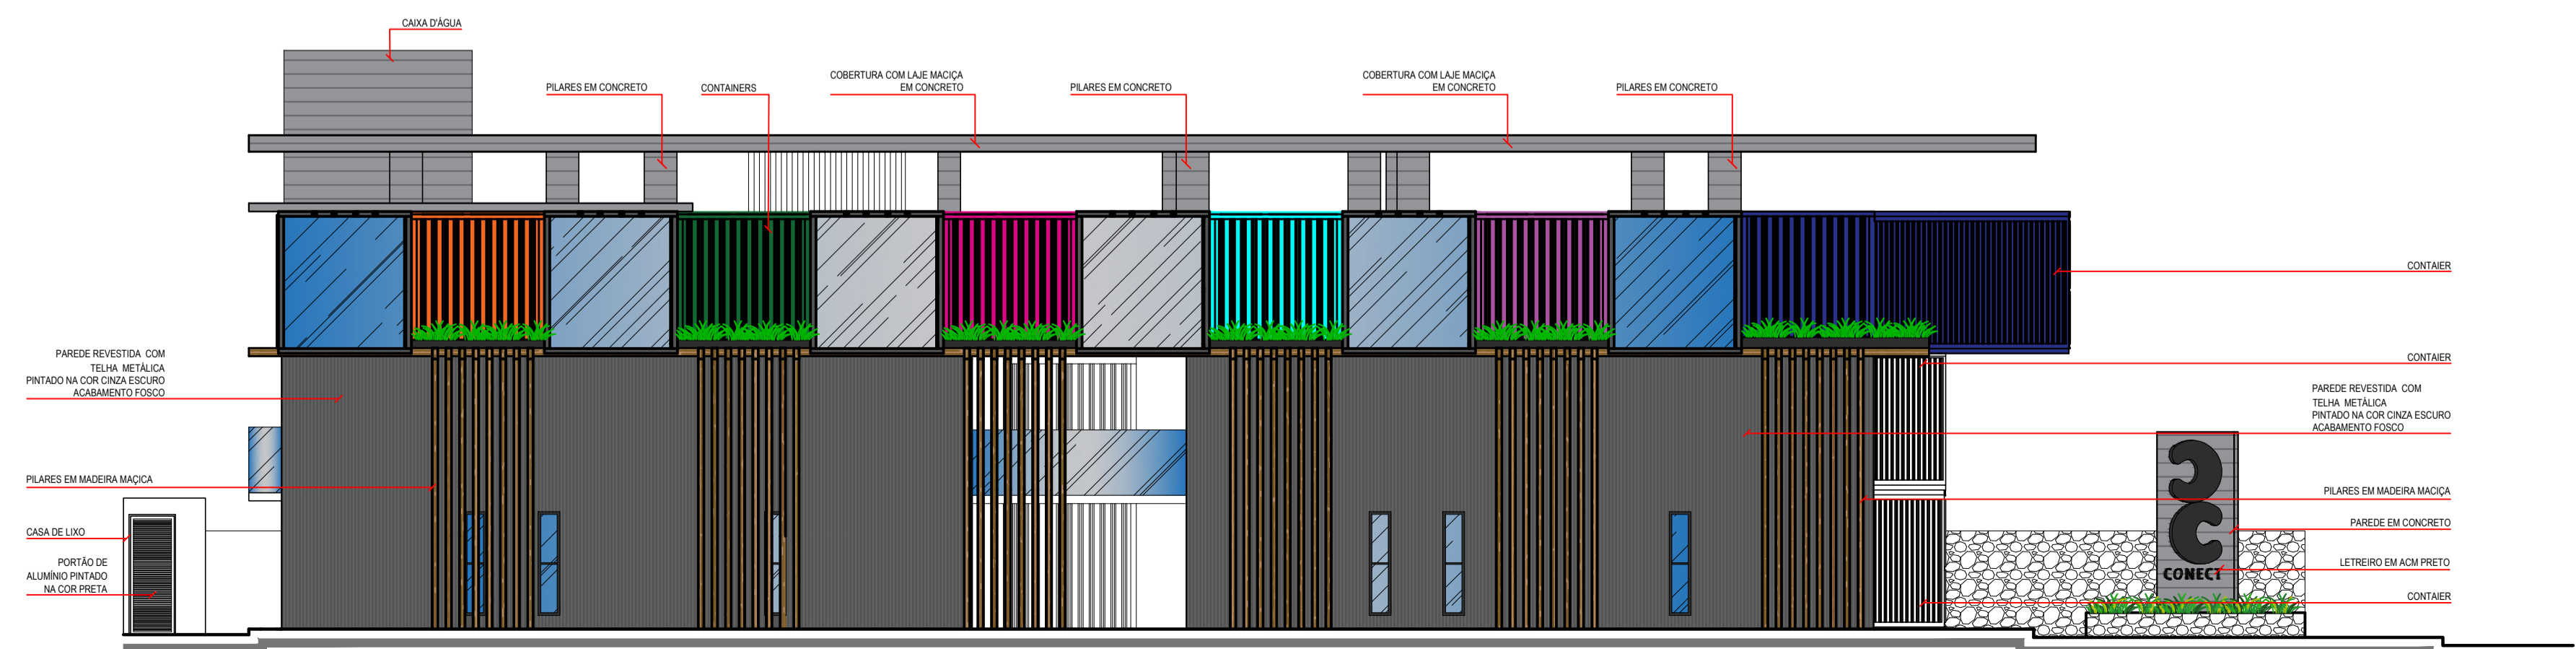 CAIXA D'ÁGUA
PILARES EM CONCRETO
CONTAINERS
COBERTURA COM LAJE MACIÇA
EM CONCRETO
PILARES EM CONCRETO
COBERTURA COM LAJE MACIÇA
EM CONCRETO
PILARES EM CONCRETO
CONTAIER
PAREDE REVESTIDA COM
TELHA METÁLICA
PINTADO NA COR CINZA ESCURO
ACABAMENTO FOSCO
CONTAIER
PAREDE REVESTIDA COM
TELHA METÁLICA
PINTADO NA COR CINZA ESCURO
ACABAMENTO FOSCO
PILARES EM MADEIRA MAÇICA
PILARES EM MADEIRA MACIÇA
CASA DE LIXO
PAREDE EM CONCRETO
PORTÃO DE
ALUMÍNIO PINTADO
NA COR PRETA
LETREIRO EM ACM PRETO
CONECT
CONTAIER